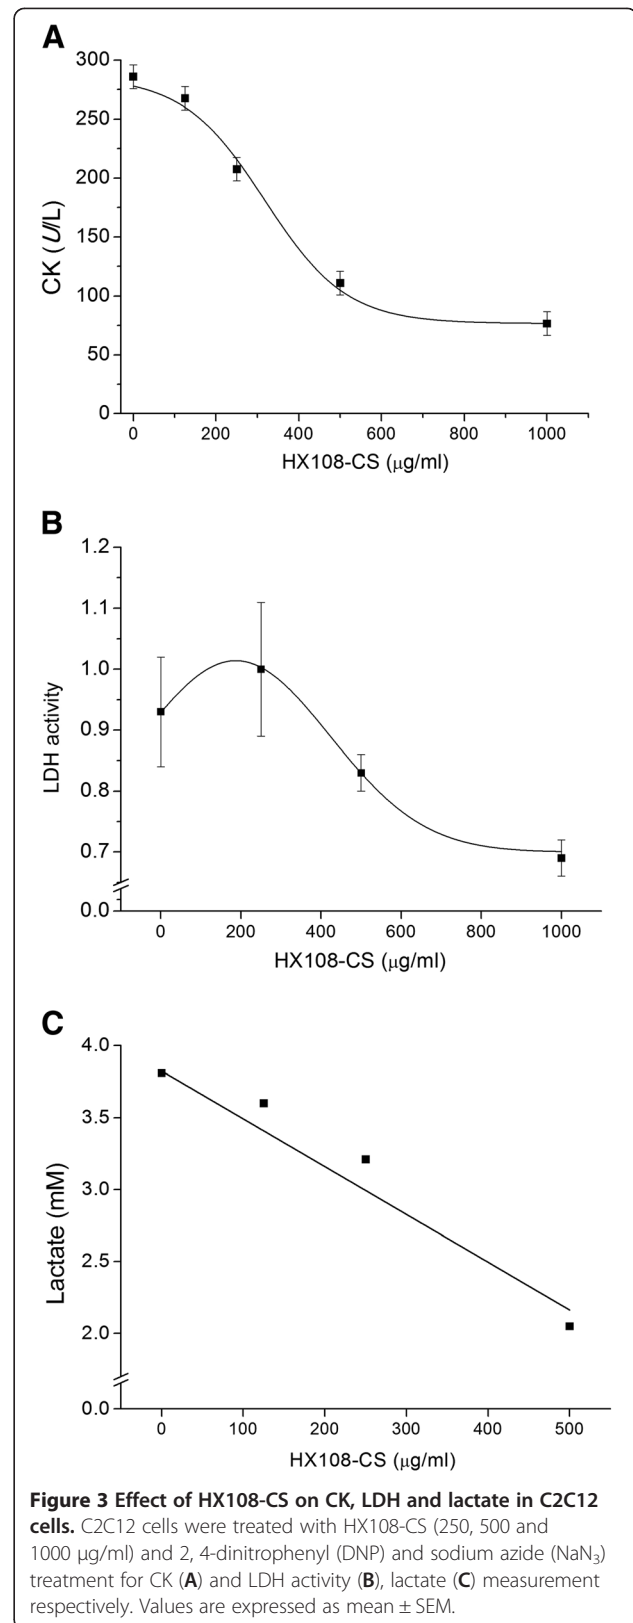 A
300
250
200
150
100
50
0
CK (U/L)
0 200 400 600 800 1000
HX108-CS (µg/ml)
B
1.2
1.1
1.0
0.9
0.8
0.7
0.0
LDH activity
0 200 400 600 800 1000
HX108-CS (µg/ml)
C
4.0
3.5
3.0
2.5
2.0
0.0
Lactate (mM)
0 100 200 300 400 500
HX108-CS (µg/ml)
Figure 3 Effect of HX108-CS on CK, LDH and lactate in C2C12
cells. C2C12 cells were treated with HX108-CS (250, 500 and
1000 µg/ml) and 2, 4-dinitrophenyl (DNP) and sodium azide (NaN₃)
treatment for CK (A) and LDH activity (B), lactate (C) measurement
respectively. Values are expressed as mean ± SEM.